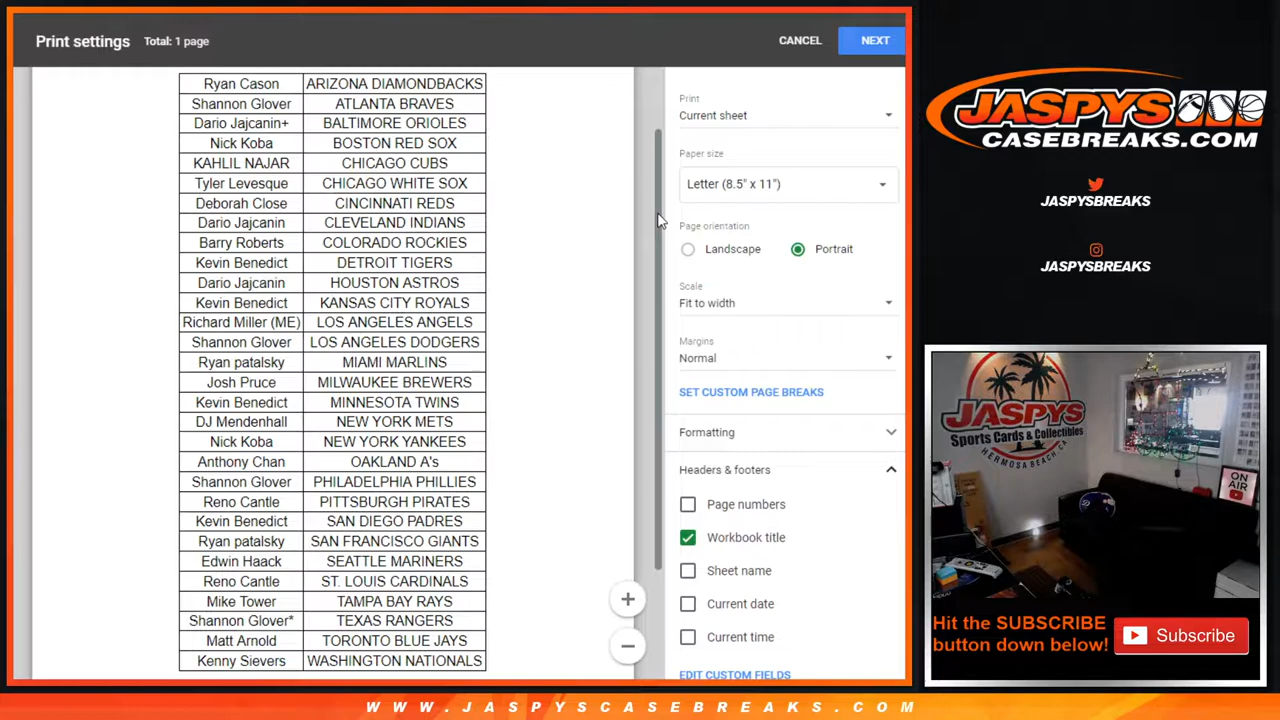 Print settings Total: 1 page CANCEL NEXT
Ryan Cason ARIZONA DIAMONDBACKS
Shannon Glover ATLANTA BRAVES
Dario Jajcanin+ BALTIMORE ORIOLES
Nick Koba BOSTON RED SOX
KAHLIL NAJAR CHICAGO CUBS
Tyler Levesque CHICAGO WHITE SOX
Deborah Close CINCINNATI REDS
Dario Jajcanin CLEVELAND INDIANS
Barry Roberts COLORADO ROCKIES
Kevin Benedict DETROIT TIGERS
Dario Jajcanin HOUSTON ASTROS
Kevin Benedict KANSAS CITY ROYALS
Richard Miller (ME) LOS ANGELES ANGELS
Shannon Glover LOS ANGELES DODGERS
Ryan patalsky MIAMI MARLINS
Josh Pruce MILWAUKEE BREWERS
Kevin Benedict MINNESOTA TWINS
DJ Mendenhall NEW YORK METS
Nick Koba NEW YORK YANKEES
Anthony Chan OAKLAND A's
Shannon Glover PHILADELPHIA PHILLIES
Reno Cantle PITTSBURGH PIRATES
Kevin Benedict SAN DIEGO PADRES
Ryan patalsky SAN FRANCISCO GIANTS
Edwin Haack SEATTLE MARINERS
Reno Cantle ST. LOUIS CARDINALS
Mike Tower TAMPA BAY RAYS
Shannon Glover* TEXAS RANGERS
Matt Arnold TORONTO BLUE JAYS
Kenny Sievers WASHINGTON NATIONALS
Print
Current sheet
Paper size
Letter (8.5" x 11")
Page orientation
Landscape Portrait
Scale
Fit to width
Margins
Normal
SET CUSTOM PAGE BREAKS
Formatting
Headers & footers
Page numbers
Workbook title
Sheet name
Current date
Current time
EDIT CUSTOM FIELDS
JASPYS
CASEBREAKS.COM
JASPYSBREAKS
JASPYSBREAKS
JASPYS
Sports Cards & Collectibles
HERMOSA BEACH CA
ON AIR
Hit the SUBSCRIBE
button down below!
Subscribe
WWW.JASPYSCASEBREAKS.COM